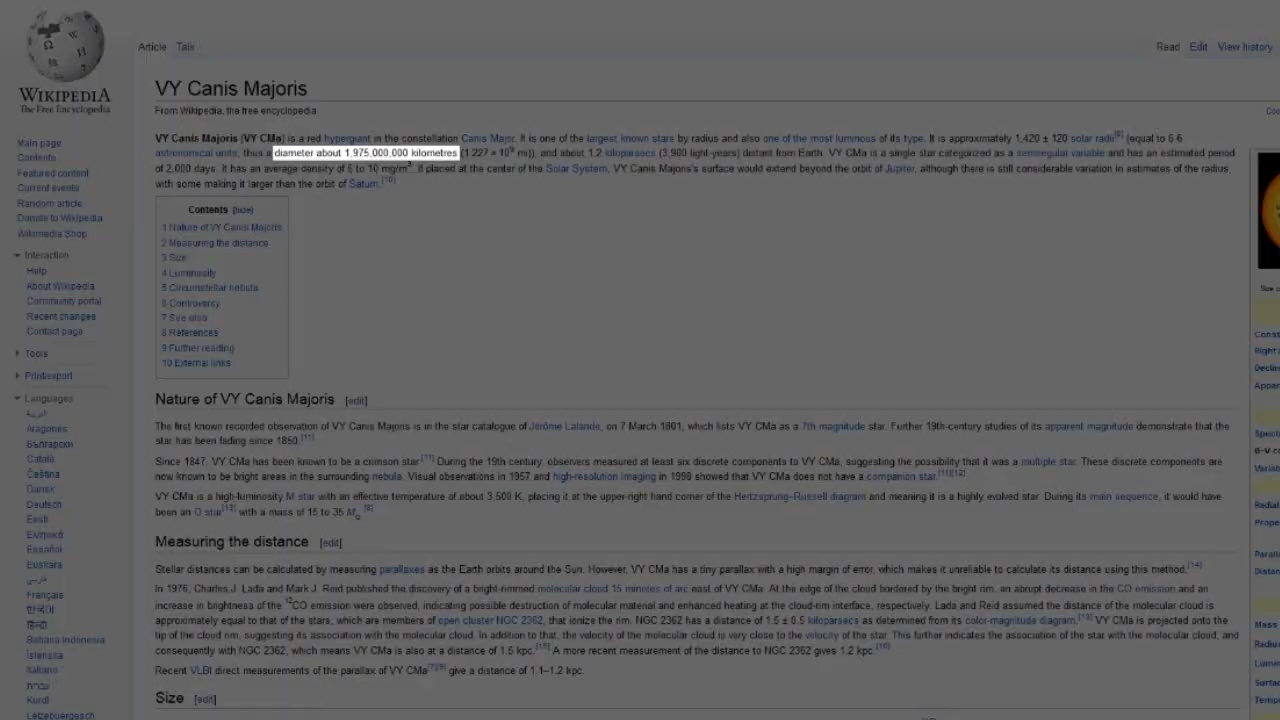 WIKIPEDIA
The Free Encyclopedia
Main page
Contents
Featured content
Current events
Random article
Donate to Wikipedia
Wikimedia Shop
Interaction
Help
About Wikipedia
Community portal
Recent changes
Contact page
Tools
Print/export
Languages
العربية
Aragonés
Български
Català
Čeština
Dansk
Deutsch
Eesti
Ελληνικά
Español
Euskara
فارسی
Français
한국어
हिन्दी
Bahasa Indonesia
Íslenska
Italiano
עברית
Kurdî
Lëtzebuergesch
Article Talk
Read Edit View history
VY Canis Majoris
From Wikipedia, the free encyclopedia
VY Canis Majoris (VY CMa) is a red hypergiant in the constellation Canis Major. It is one of the largest known stars by radius and also one of the most luminous of its type. It is approximately 1,420 ± 120 solar radii (equal to 6.6
astronomical units, thus a diameter about 1,975,000,000 kilometres (1.227 × 10⁹ mi)), and about 1.2 kiloparsecs (3,900 light-years) distant from Earth. VY CMa is a single star categorized as a semiregular variable and has an estimated period
of 2,000 days. It has an average density of 5 to 10 mg/m³. If placed at the center of the Solar System, VY Canis Majoris's surface would extend beyond the orbit of Jupiter, although there is still considerable variation in estimates of the radius,
with some making it larger than the orbit of Saturn.[10]
Contents [hide]
1 Nature of VY Canis Majoris
2 Measuring the distance
3 Size
4 Luminosity
5 Circumstellar nebula
6 Controversy
7 See also
8 References
9 Further reading
10 External links
Nature of VY Canis Majoris [edit]
The first known recorded observation of VY Canis Majoris is in the star catalogue of Jérôme Lalande, on 7 March 1801, which lists VY CMa as a 7th magnitude star. Further 19th-century studies of its apparent magnitude demonstrate that the
star has been fading since 1850.[11]
Since 1847, VY CMa has been known to be a crimson star.[11] During the 19th century, observers measured at least six discrete components to VY CMa, suggesting the possibility that it was a multiple star. These discrete components are
now known to be bright areas in the surrounding nebula. Visual observations in 1957 and high-resolution imaging in 1998 showed that VY CMa does not have a companion star.[11][12]
VY CMa is a high-luminosity M star with an effective temperature of about 3,500 K, placing it at the upper-right hand corner of the Hertzsprung–Russell diagram and meaning it is a highly evolved star. During its main sequence, it would have
been an O star[13] with a mass of 15 to 35 M☉.
Measuring the distance [edit]
Stellar distances can be calculated by measuring parallaxes as the Earth orbits around the Sun. However, VY CMa has a tiny parallax with a high margin of error, which makes it unreliable to calculate its distance using this method.[14]
In 1976, Charles J. Lada and Mark J. Reid published the discovery of a bright-rimmed molecular cloud 15 minutes of arc east of VY CMa. At the edge of the cloud bordered by the bright rim, an abrupt decrease in the CO emission and an
increase in brightness of the ¹²CO emission were observed, indicating possible destruction of molecular material and enhanced heating at the cloud-rim interface, respectively. Lada and Reid assumed the distance of the molecular cloud is
approximately equal to that of the stars, which are members of open cluster NGC 2362, that ionize the rim. NGC 2362 has a distance of 1.5 ± 0.5 kiloparsecs as determined from its color-magnitude diagram.[15] VY CMa is projected onto the
tip of the cloud rim, suggesting its association with the molecular cloud. In addition to that, the velocity of the molecular cloud is very close to the velocity of the star. This further indicates the association of the star with the molecular cloud, and
consequently with NGC 2362, which means VY CMa is also at a distance of 1.5 kpc.[15] A more recent measurement of the distance to NGC 2362 gives 1.2 kpc.[16]
Recent VLBI direct measurements of the parallax of VY CMa give a distance of 1.1–1.2 kpc.
Size [edit]
Mass